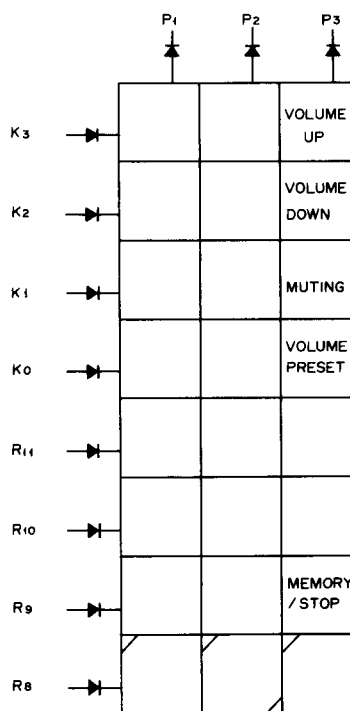 P1 P2 P3
K3
VOLUME
UP
K2
VOLUME
DOWN
K1
MUTING
K0
VOLUME
PRESET
R11
R10
R9
MEMORY
/STOP
R8